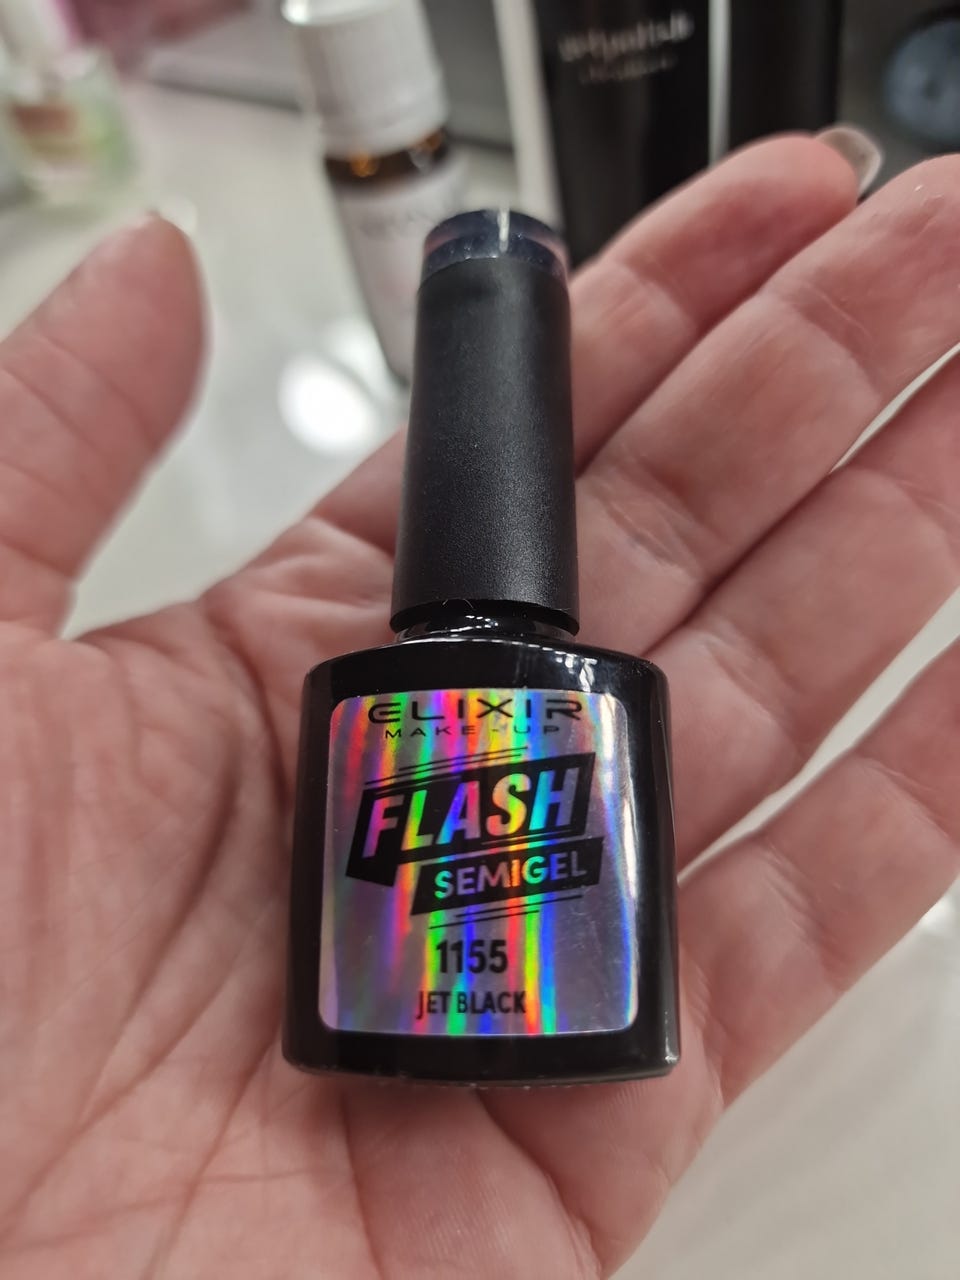 ELIXIR
MAKE-UP
FLASH
SEMIGEL
1155
JET BLACK